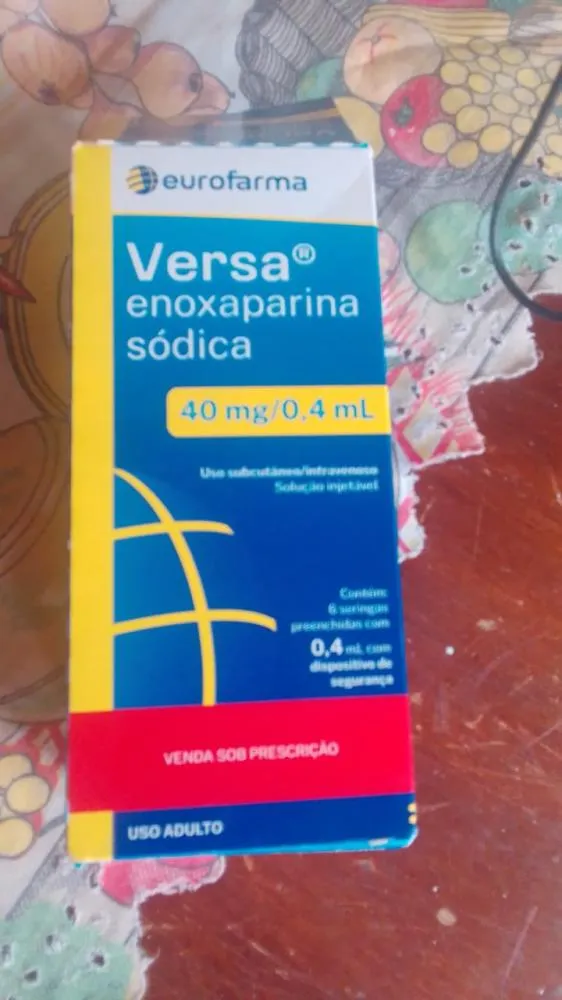 eurofarma
Versa®
enoxaparina
sódica
40 mg/0,4 mL
Uso subcutâneo/intravenoso
Solução injetável
Contém:
6 seringas
preenchidas com
0,4 mL com
dispositivo de
segurança
VENDA SOB PRESCRIÇÃO
USO ADULTO